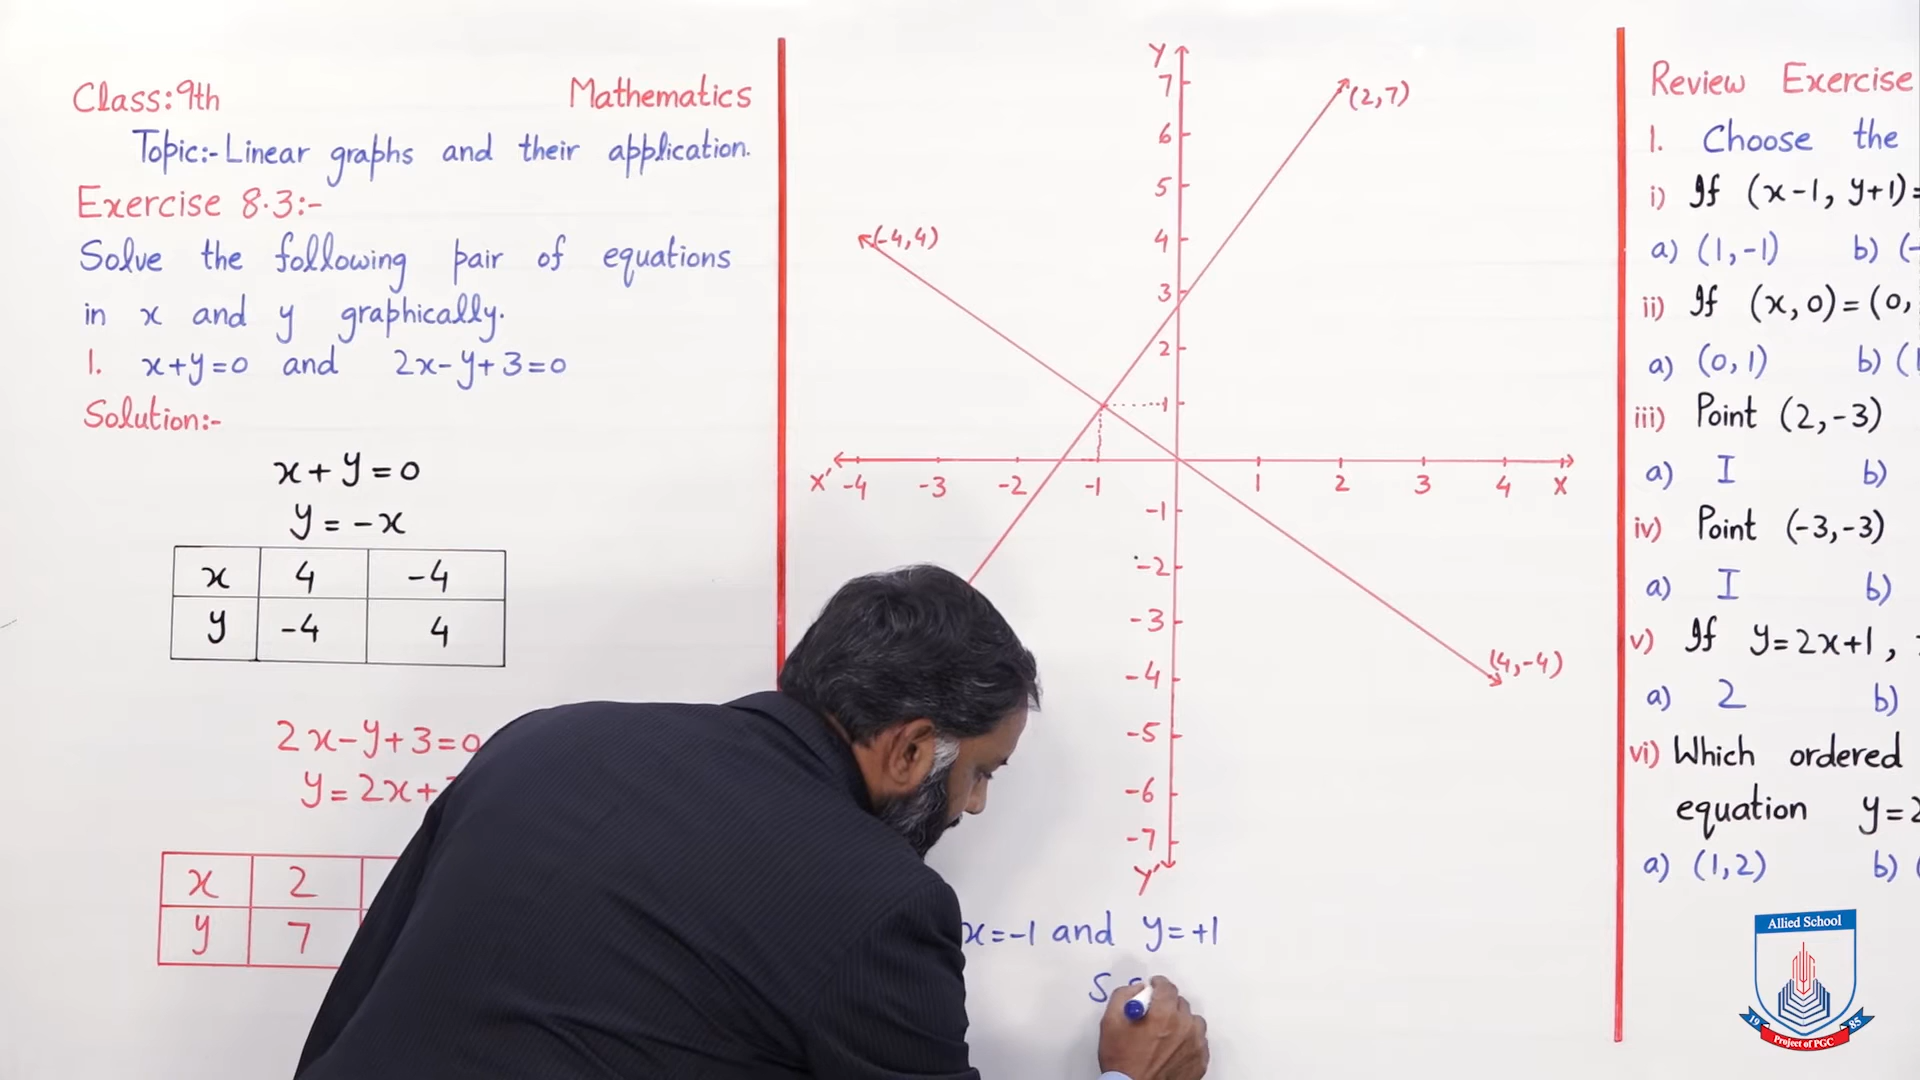 Class:9th Mathematics
Topic:- Linear graphs and their application.
Exercise 8.3:-
Solve the following pair of equations
in x and y graphically.
1. x+y=0 and 2x-y+3=0
Solution:-
x+y=0
y=-x
x 4 -4
y -4 4
2x-y+3=0
y=2x+
x 2
y 7
Y
7
(2,7)
6
5
4
(-4,4)
3
2
1
X' -4 -3 -2 -1 1 2 3 4 X
-1
-2
-3
-4
(4,-4)
-5
-6
-7
Y'
x=-1 and y=+1
S.S
Review Exercise
1. Choose the
i) If (x-1, y+1)=
a) (1,-1) b) (-
ii) If (x,0)=(0,
a) (0,1) b) (1
iii) Point (2,-3)
a) I b)
iv) Point (-3,-3)
a) I b)
v) If y=2x+1,
a) 2 b)
vi) Which ordered
equation y=2
a) (1,2) b) (
Allied School
19 85
Project of PGC